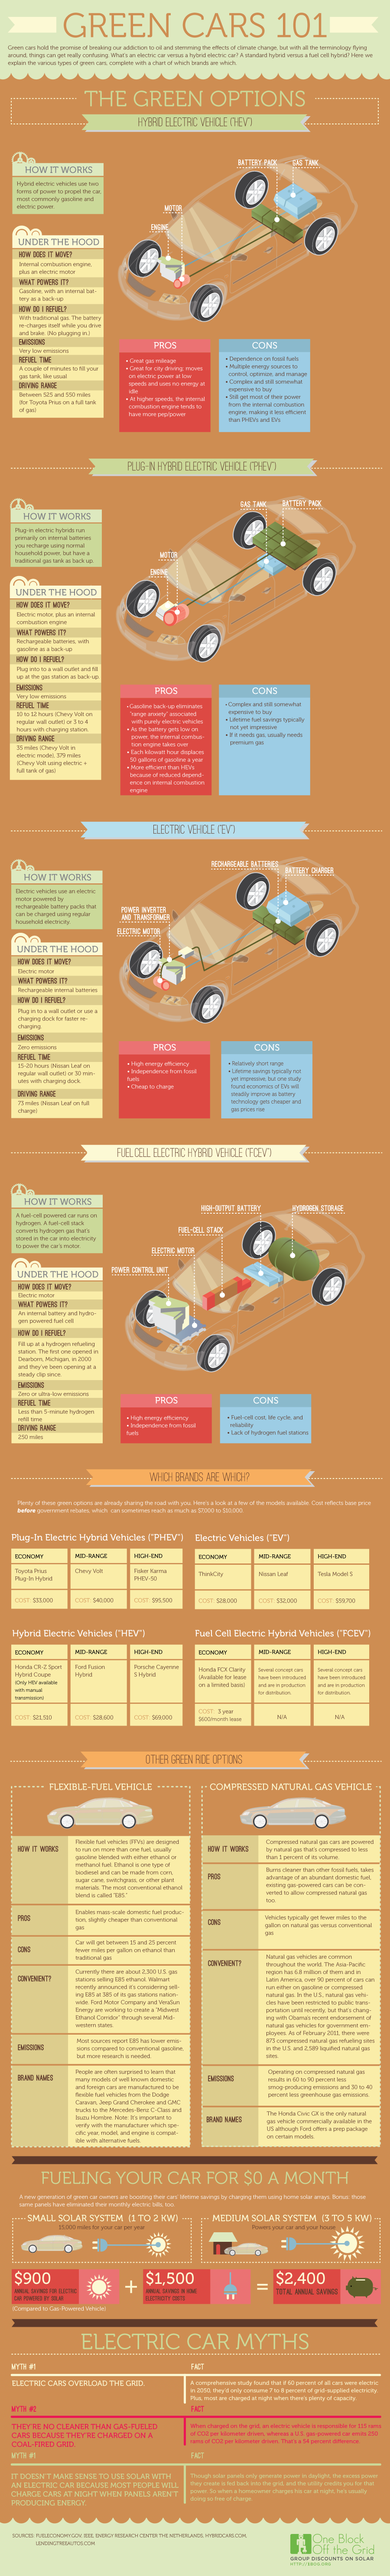 GREEN CARS 101
Green cars hold the promise of breaking our addiction to oil and stemming the effects of climate change, but with all the terminology flying
around, things can get really confusing. What's an electric car versus a hybrid electric car? A standard hybrid versus a fuel cell hybrid? Here we
explain the various types of green cars, complete with a chart of which brands are which.
THE GREEN OPTIONS
HYBRID ELECTRIC VEHICLE ('HEV')
BATTERY PACK
GAS TANK
MOTOR
ENGINE
HOW IT WORKS
Hybrid electric vehicles use two
forms of power to propel the car
most commonly gasoline and
electric power.
UNDER THE HOOD
HOW DOES IT MOVE?
Internal combustion engine,
plus an electric motor
WHAT POWERS IT?
Gasoline, with an internal bat-
tery as a back-up
HOW DO I REFUEL?
With traditional gas. The battery
re-charges itself while you drive
and brake. (No plugging in.)
EMISSIONS
Very low emissions
REFUEL TIME
A couple of minutes to fill your
gas tank, like usual
DRIVING RANGE
Between 525 and 550 miles
(for Toyota Prius on a full tank
of gas)
PROS
• Great gas mileage
• Great for city driving; moves
on electric power at low
speeds and uses no energy at
idle
• At higher speeds, the internal
combustion engine tends to
have more pep/power
CONS
• Dependence on fossil fuels
• Multiple energy sources to
control, optimize, and manage
• Complex and still somewhat
expensive to buy
• Still get most of their power
from the internal combustion
engine, making it less efficient
than PHEVs and EVs
PLUG-IN HYBRID ELECTRIC VEHICLE ('PHEV')
GAS TANK
BATTERY PACK
MOTOR
ENGINE
HOW IT WORKS
Plug-in electric hybrids run
primarily on internal batteries
you recharge using normal
household power, but have a
traditional gas tank as back up.
UNDER THE HOOD
HOW DOES IT MOVE?
Electric motor, plus an internal
combustion engine
WHAT POWERS IT?
Rechargeable batteries, with
gasoline as a back-up
HOW DO I REFUEL?
Plug into a wall outlet and fill
up at the gas station as back-up.
EMISSIONS
Very low emissions
REFUEL TIME
10 to 12 hours (Chevy Volt on
regular wall outlet) or 3 to 4
hours with charging station.
DRIVING RANGE
35 miles (Chevy Volt in
electric mode), 379 miles
(Chevy Volt using electric +
full tank of gas)
PROS
• Gasoline back-up eliminates
"range anxiety" associated
with purely electric vehicles
• As the battery gets low on
power, the internal combus-
tion engine takes over
• Each kilowatt hour displaces
50 gallons of gasoline a year
• More efficient than HEVs
because of reduced depend-
ence on internal combustion
engine
CONS
• Complex and still somewhat
expensive to buy
• Lifetime fuel savings typically
not yet impressive
• If it needs gas, usually needs
premium gas
ELECTRIC VEHICLE ('EV')
RECHARGEABLE BATTERIES
BATTERY CHARGER
POWER INVERTER
AND TRANSFORMER
ELECTRIC MOTOR
HOW IT WORKS
Electric vehicles use an electric
motor powered by
rechargeable battery packs that
can be charged using regular
household electricity.
UNDER THE HOOD
HOW DOES IT MOVE?
Electric motor
WHAT POWERS IT?
Rechargeable internal batteries
HOW DO I REFUEL?
Plug in to a wall outlet or use a
charging dock for faster re-
charging
EMISSIONS
Zero emissions
REFUEL TIME
15-20 hours (Nissan Leaf on
regular wall outlet) or 30 min-
utes with charging dock.
DRIVING RANGE
73 miles (Nissan Leaf on full
charge)
PROS
• High energy efficiency
• Independence from fossil
fuels
• Cheap to charge
CONS
• Relatively short range
• Lifetime savings typically not
yet impressive, but one study
found economics of EVs will
steadily improve as battery
technology gets cheaper and
gas prices rise
FUEL CELL ELECTRIC HYBRID VEHICLE ('FCEV')
HIGH-OUTPUT BATTERY
HYDROGEN STORAGE
FUEL-CELL STACK
ELECTRIC MOTOR
POWER CONTROL UNIT
HOW IT WORKS
A fuel-cell powered car runs on
hydrogen. A fuel-cell stack
converts hydrogen gas that's
stored in the car into electricity
to power the car's motor.
UNDER THE HOOD
HOW DOES IT MOVE?
Electric motor
WHAT POWERS IT?
An internal battery and hydro-
gen powered fuel cell
HOW DO I REFUEL?
Fill up at a hydrogen refueling
station. The first one opened in
Dearborn, Michigan, in 2000
and they've been opening at a
steady clip since.
EMISSIONS
Zero or ultra-low emissions
REFUEL TIME
Less than 5-minute hydrogen
refill time
DRIVING RANGE
250 miles
PROS
• High energy efficiency
• Independence from fossil
fuels
CONS
• Fuel-cell cost, life cycle, and
reliability
• Lack of hydrogen fuel stations
WHICH BRANDS ARE WHICH?
Plenty of these green options are already sharing the road with you. Here's a look at a few of the models available. Cost reflects base price
before government rebates, which can sometimes reach as much as $7,000 to $10,000.
Plug-In Electric Hybrid Vehicles ("PHEV")
ECONOMY
MID-RANGE
HIGH-END
Toyota Prius
Plug-In Hybrid
Chevy Volt
Fisker Karma
PHEV-50
COST: $33,000
COST: $40,000
COST: $95,500
Electric Vehicles ("EV")
ECONOMY
MID-RANGE
HIGH-END
ThinkCity
Nissan Leaf
Tesla Model S
COST: $28,000
COST: $32,000
COST: $59,700
Hybrid Electric Vehicles ("HEV")
ECONOMY
MID-RANGE
HIGH-END
Honda CR-Z Sport
Hybrid Coupe
(Only HEV available
with manual
transmission)
Ford Fusion
Hybrid
Porsche Cayenne
S Hybrid
COST: $21,510
COST: $28,600
COST: $69,000
Fuel Cell Electric Hybrid Vehicles ("FCEV")
ECONOMY
MID-RANGE
HIGH-END
Honda FCX Clarity
(Available for lease
on a limited basis)
Several concept cars
have been introduced
and are in production
for distribution.
Several concept cars
have been introduced
and are in production
for distribution.
COST: 3 year
$600/month lease
N/A
N/A
OTHER GREEN RIDE OPTIONS
FLEXIBLE-FUEL VEHICLE
HOW IT WORKS
Flexible fuel vehicles (FFVs) are designed
to run on more than one fuel, usually
gasoline blended with either ethanol or
methanol fuel. Ethanol is one type of
biodiesel and can be made from corn,
sugar cane, switchgrass, or other plant
materials. The most conventional ethanol
blend is called "E85."
PROS
Enables mass-scale domestic fuel produc-
tion, slightly cheaper than conventional
gas
CONS
Car will get between 15 and 25 percent
fewer miles per gallon on ethanol than
traditional gas
CONVENIENT?
Currently there are about 2,300 U.S. gas
stations selling E85 ethanol. Walmart
recently announced it's considering sell-
ing E85 at 385 of its gas stations nation-
wide. Ford Motor Company and VeraSun
Energy are working to create a "Midwest
Ethanol Corridor" through several Mid-
western states.
EMISSIONS
Most sources report E85 has lower emis-
sions compared to conventional gasoline,
but more research is needed.
BRAND NAMES
People are often surprised to learn that
many models of well known domestic
and foreign cars are manufactured to be
flexible fuel vehicles from the Dodge
Caravan, Jeep Grand Cherokee and GMC
trucks to the Mercedes-Benz C-Class and
Isuzu Hombre. Note: It's important to
verify with the manufacturer which spe-
cific year, model, and engine is compat-
ible with alternative fuels.
COMPRESSED NATURAL GAS VEHICLE
HOW IT WORKS
Compressed natural gas cars are powered
by natural gas that's compressed to less
than 1 percent of its volume.
PROS
Burns cleaner than other fossil fuels, takes
advantage of an abundant domestic fuel,
existing gas-powered cars can be con-
verted to allow compressed natural gas
too.
CONS
Vehicles typically get fewer miles to the
gallon on natural gas versus conventional
gas
CONVENIENT?
Natural gas vehicles are common
throughout the world. The Asia-Pacific
region has 6.8 million of them and in
Latin America, over 90 percent of cars can
run either on gasoline or compressed
natural gas. In the U.S., natural gas vehi-
cles have been restricted to public trans-
portation until recently, but that's chang-
ing with Obama's recent endorsement of
natural gas vehicles for government em-
ployees. As of February 2011, there were
873 compressed natural gas refueling sites
in the U.S. and 2,589 liquified natural gas
sites.
EMISSIONS
Operating on compressed natural gas
results in 60 to 90 percent less
smog-producing emissions and 30 to 40
percent less greenhouse gas emissions.
BRAND NAMES
The Honda Civic GX is the only natural
gas vehicle commercially available in the
US although Ford offers a prep package
on certain models.
FUELING YOUR CAR FOR $0 A MONTH
A new generation of green car owners are boosting their cars' lifetime savings by charging them using home solar arrays. Bonus: those
same panels have eliminated their monthly electric bills, too.
SMALL SOLAR SYSTEM (1 TO 2 KW)
15,000 miles for your car per year
MEDIUM SOLAR SYSTEM (3 TO 5 KW)
Powers your car and your house
$900
ANNUAL SAVINGS FOR ELECTRIC
CAR POWERED BY SOLAR
+
$1,500
ANNUAL SAVINGS IN HOME
ELECTRICITY COSTS
=
$2,400
TOTAL ANNUAL SAVINGS
(Compared to Gas-Powered Vehicle)
ELECTRIC CAR MYTHS
MYTH #1
FACT
ELECTRIC CARS OVERLOAD THE GRID.
A comprehensive study found that if 60 percent of all cars were electric
in 2050, they'd only consume 7 to 8 percent of grid-supplied electricity.
Plus, most are charged at night when there's plenty of capacity.
MYTH #2
FACT
THEY'RE NO CLEANER THAN GAS-FUELED
CARS BECAUSE THEY'RE CHARGED ON A
COAL-FIRED GRID.
When charged on the grid, an electric vehicle is responsible for 115 rams
of CO2 per kilometer driven, whereas a U.S. gas-powered car emits 250
rams of CO2 per kilometer driven. That's a 54 percent difference.
MYTH #1
FACT
IT DOESN'T MAKE SENSE TO USE SOLAR WITH
AN ELECTRIC CAR BECAUSE MOST PEOPLE WILL
CHARGE CARS AT NIGHT WHEN PANELS AREN'T
PRODUCING ENERGY.
Though solar panels only generate power in daylight, the excess power
they create is fed back into the grid, and the utility credits you for that
power. So when a homeowner charges his car at night, he's usually
doing so free of charge.
SOURCES: FUELECONOMY.GOV, IEEE, ENERGY RESEARCH CENTER THE NETHERLANDS, HYBRIDCARE.COM,
LEXISINGTREEAUTOS.COM
One Block
Off the Grid
GROUP DISCOUNTS ON SOLAR
HTTP://1BOG.ORG